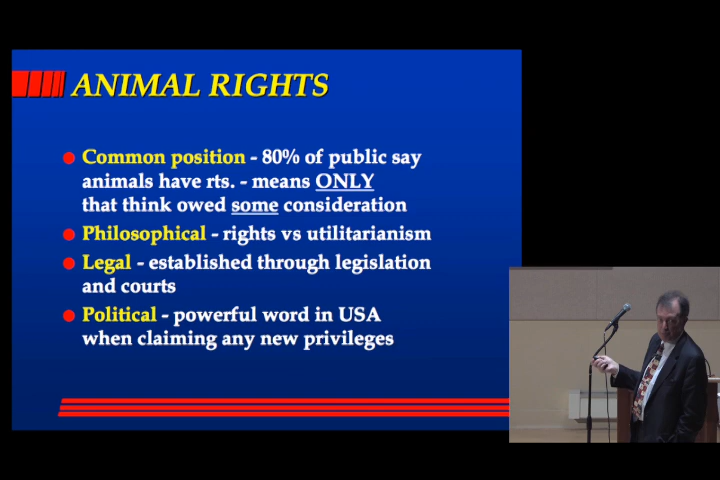 ANIMAL RIGHTS
Common position - 80% of public say
animals have rts. - means ONLY
that think owed some consideration
Philosophical - rights vs utilitarianism
Legal - established through legislation
and courts
Political - powerful word in USA
when claiming any new privileges